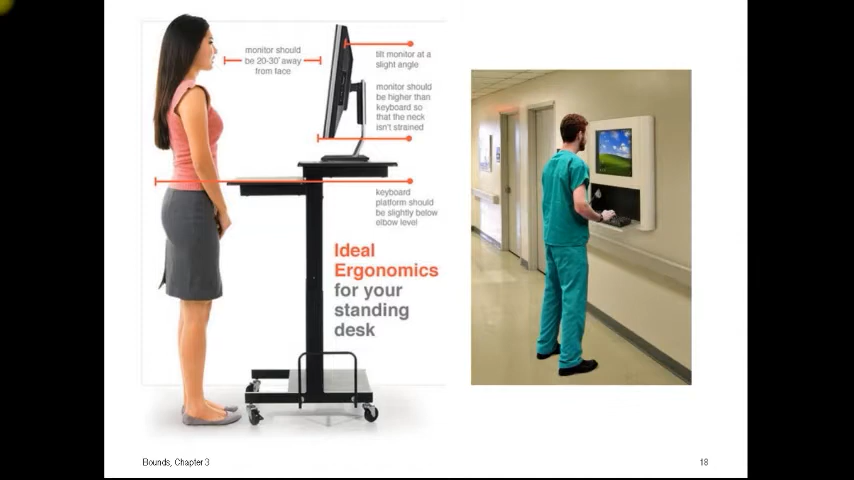 monitor should
be 20-30" away
from face
tilt monitor at a
slight angle
monitor should
be higher than
keyboard so
that the neck
isn't strained
keyboard
platform should
be slightly below
elbow level
Ideal
Ergonomics
for your
standing
desk
Bounds, Chapter 3
18